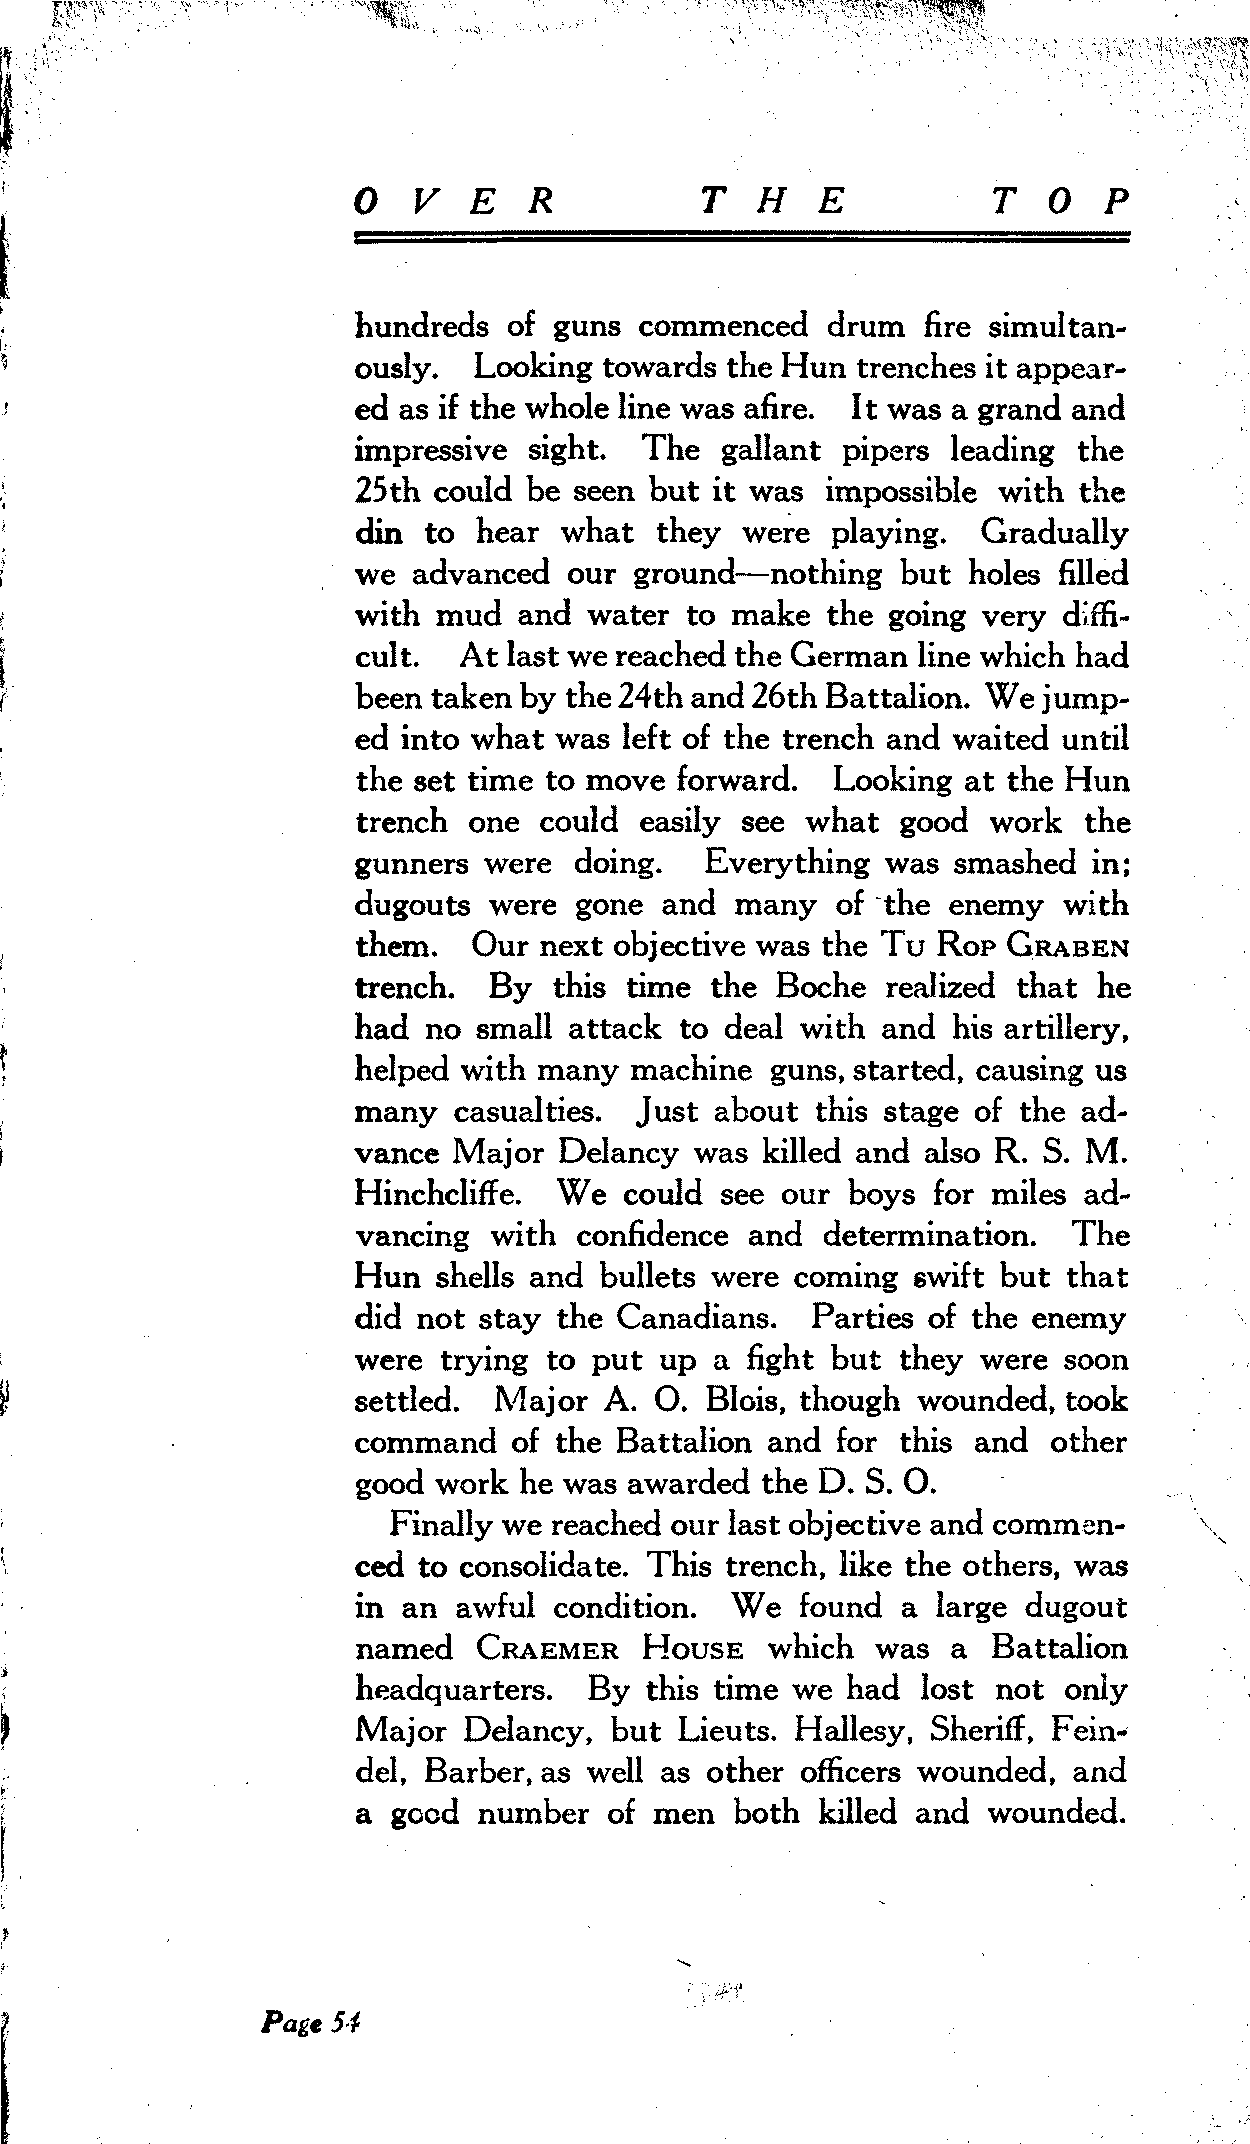 OVER THE TOP
hundreds of guns commenced drum fire simultan-
ously. Looking towards the Hun trenches it appear-
ed as if the whole line was afire. It was a grand and
impressive sight. The gallant pipers leading the
25th could be seen but it was impossible with the
din to hear what they were playing. Gradually
we advanced our ground—nothing but holes filled
with mud and water to make the going very diffi-
cult. At last we reached the German line which had
been taken by the 24th and 26th Battalion. We jump-
ed into what was left of the trench and waited until
the set time to move forward. Looking at the Hun
trench one could easily see what good work the
gunners were doing. Everything was smashed in;
dugouts were gone and many of the enemy with
them. Our next objective was the TU ROP GRABEN
trench. By this time the Boche realized that he
had no small attack to deal with and his artillery,
helped with many machine guns, started, causing us
many casualties. Just about this stage of the ad-
vance Major Delancy was killed and also R. S. M.
Hinchcliffe. We could see our boys for miles ad-
vancing with confidence and determination. The
Hun shells and bullets were coming swift but that
did not stay the Canadians. Parties of the enemy
were trying to put up a fight but they were soon
settled. Major A. O. Blois, though wounded, took
command of the Battalion and for this and other
good work he was awarded the D. S. O.
Finally we reached our last objective and commen-
ced to consolidate. This trench, like the others, was
in an awful condition. We found a large dugout
named CRAEMER HOUSE which was a Battalion
headquarters. By this time we had lost not only
Major Delancy, but Lieuts. Hallesy, Sheriff, Fein-
del, Barber, as well as other officers wounded, and
a good number of men both killed and wounded.
Page 54